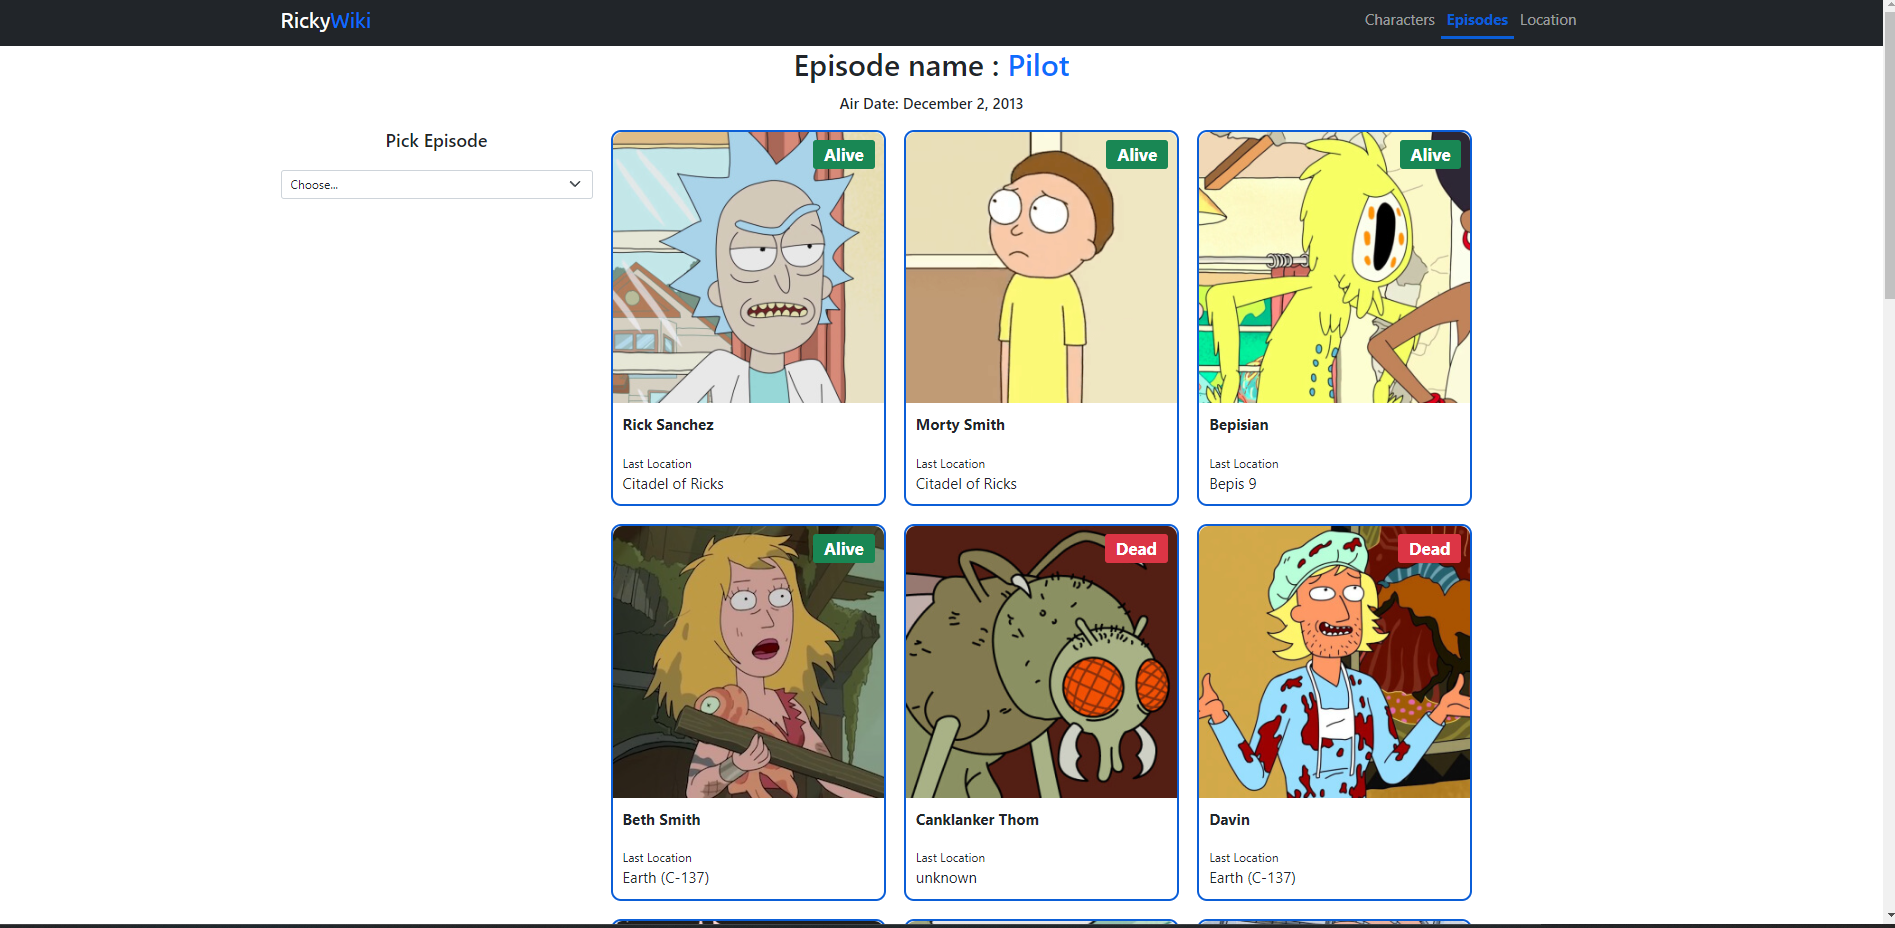 RickyWiki
Characters Episodes Location
Episode name : Pilot
Air Date: December 2, 2013
Pick Episode
Choose...
Alive
Rick Sanchez
Last Location
Citadel of Ricks
Alive
Morty Smith
Last Location
Citadel of Ricks
Alive
Bepisian
Last Location
Bepis 9
Alive
Beth Smith
Last Location
Earth (C-137)
Dead
Canklanker Thom
Last Location
unknown
Dead
Davin
Last Location
Earth (C-137)